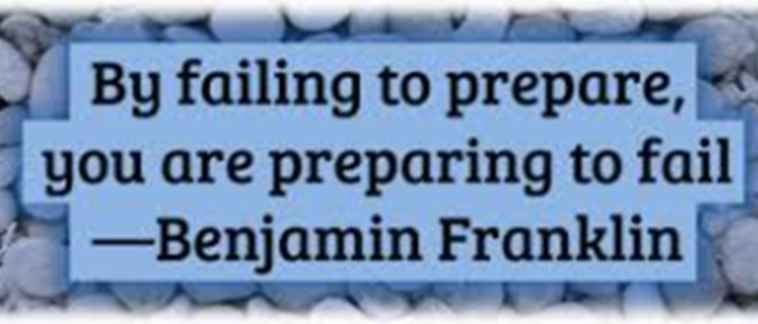 By failing to prepare,
you are preparing to fail
—Benjamin Franklin